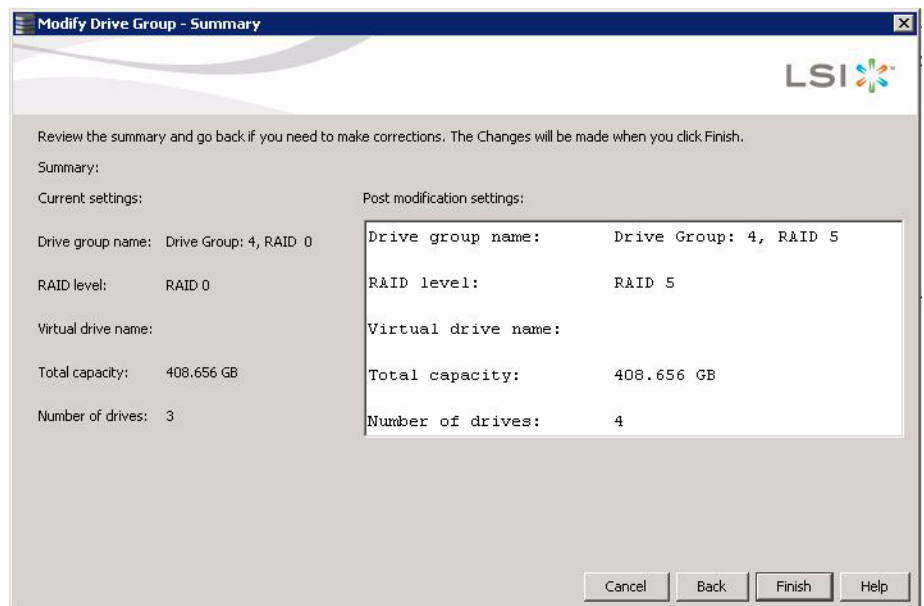 Modify Drive Group - Summary
LSI
Review the summary and go back if you need to make corrections. The Changes will be made when you click Finish.
Summary:
Current settings:
Drive group name: Drive Group: 4, RAID 0
RAID level: RAID 0
Virtual drive name:
Total capacity: 408.656 GB
Number of drives: 3
Post modification settings:
Drive group name: Drive Group: 4, RAID 5
RAID level: RAID 5
Virtual drive name:
Total capacity: 408.656 GB
Number of drives: 4
Cancel
Back
Finish
Help